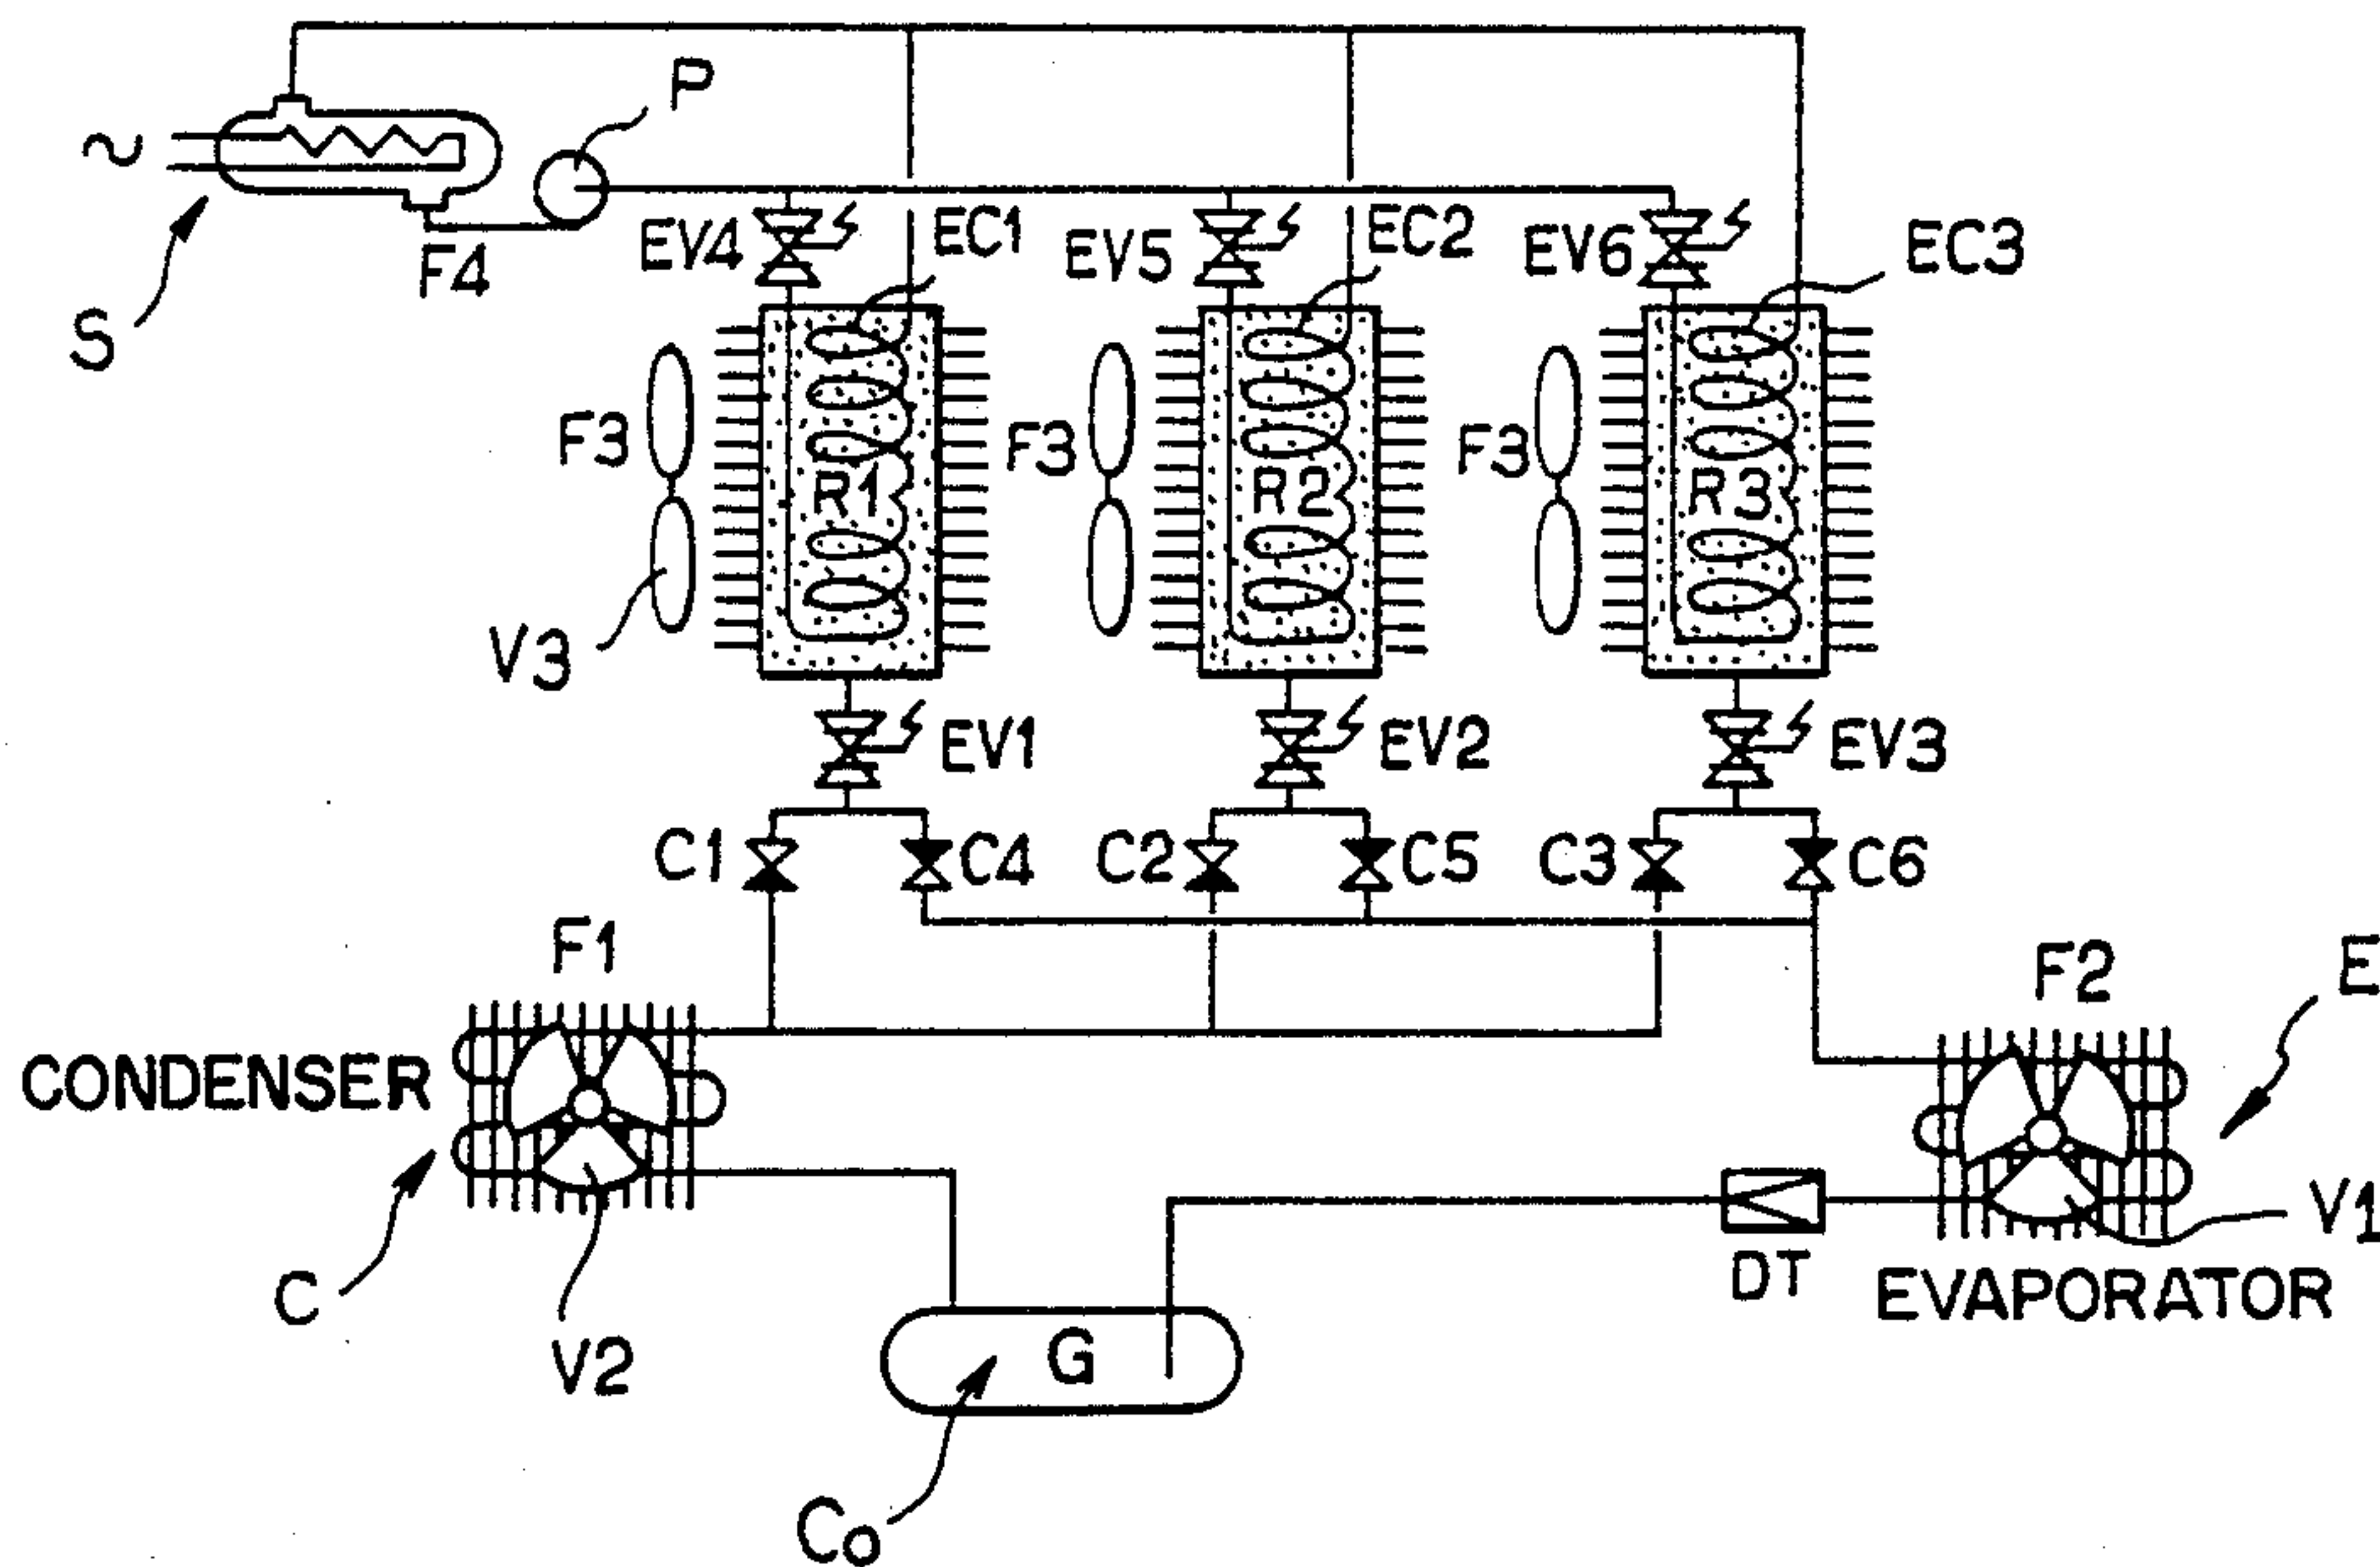 P
~
EV4
EC1
EV5
EC2
EV6
EC3
F4
S
F3
F3
F3
R1
R2
R3
V3
EV1
EV2
EV3
C1
C4
C2
C5
C3
C6
F1
F2
E
CONDENSER
C
V2
DT
V1
EVAPORATOR
G
Co